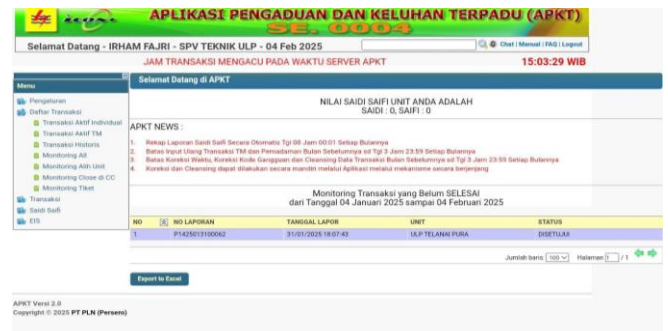 PLN
iconplus
APLIKASI PENGADUAN DAN KELUHAN TERPADU (APKT)
SE. 0004
Selamat Datang - IRHAM FAJRI - SPV TEKNIK ULP - 04 Feb 2025
Chat | Manual | FAQ | Logout
JAM TRANSAKSI MENGACU PADA WAKTU SERVER APKT
15:03:29 WIB
Menu
Pengaturan
Daftar Transaksi
Transaksi Aktif Individual
Transaksi Aktif TM
Transaksi Historis
Monitoring All
Monitoring Alih Unit
Monitoring Close di CC
Monitoring Tiket
Transaksi
Saidi Saifi
EIS
Selamat Datang di APKT
NILAI SAIDI SAIFI UNIT ANDA ADALAH
SAIDI : 0, SAIFI : 0
APKT NEWS :
1. Rekap Laporan Saidi Saifi Secara Otomatis Tgl 08 Jam 00:01 Setiap Bulannya
2. Batas Input Ulang Transaksi TM dan Pemadaman Bulan Sebelumnya sd Tgl 3 Jam 23:59 Setiap Bulannya
3. Batas Koreksi Waktu, Koreksi Kode Gangguan dan Cleansing Data Transaksi Bulan Sebelumnya sd Tgl 3 Jam 23:59 Setiap Bulannya
4. Koreksi dan Cleansing dapat dilakukan secara mandiri melalui Aplikasi melalui mekanisme secara berjenjang
Monitoring Transaksi yang Belum SELESAI
dari Tanggal 04 Januari 2025 sampai 04 Februari 2025
NO NO LAPORAN TANGGAL LAPOR UNIT STATUS
1 P1425013100062 31/01/2025 18:07:43 ULP TELANAI PURA DISETUJUI
Jumlah baris 100 Halaman 1 / 1
Export to Excel
APKT Versi 2.0
Copyright © 2025 PT PLN (Persero)